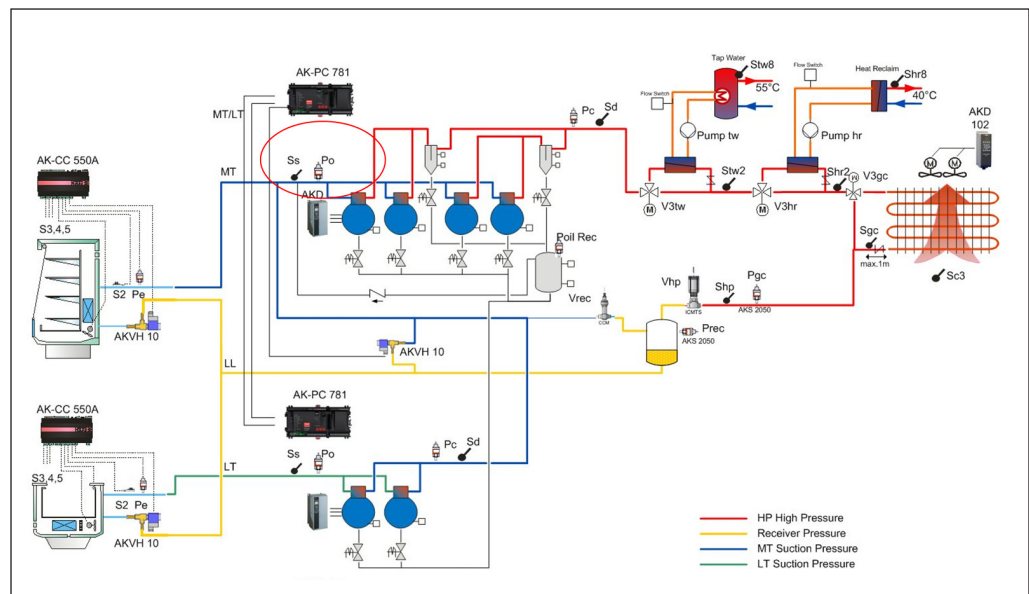 Tap Water
Stw8
55°C
Flow Switch
Pump tw
Flow Switch
Heat Reclaim
Shr8
40°C
Pump hr
AKD
102
AK-PC 781
MT/LT
Pc
Sd
AK-CC 550A
MT
Ss
Po
AKD
Stw2
Shr2
V3gc
M
M
M
M
M
V3tw
V3hr
S3,4,5
Sgc
max.1m
Sc3
Poil Rec
Vrec
S2
Pe
AKVH 10
CCM
Vhp
ICMTS
Shp
Pgc
AKS 2050
Prec
AKS 2050
AKVH 10
LL
AK-CC 550A
AK-PC 781
Ss
Po
Pc
Sd
LT
S3,4,5
S2
Pe
AKVH 10
HP High Pressure
Receiver Pressure
MT Suction Pressure
LT Suction Pressure